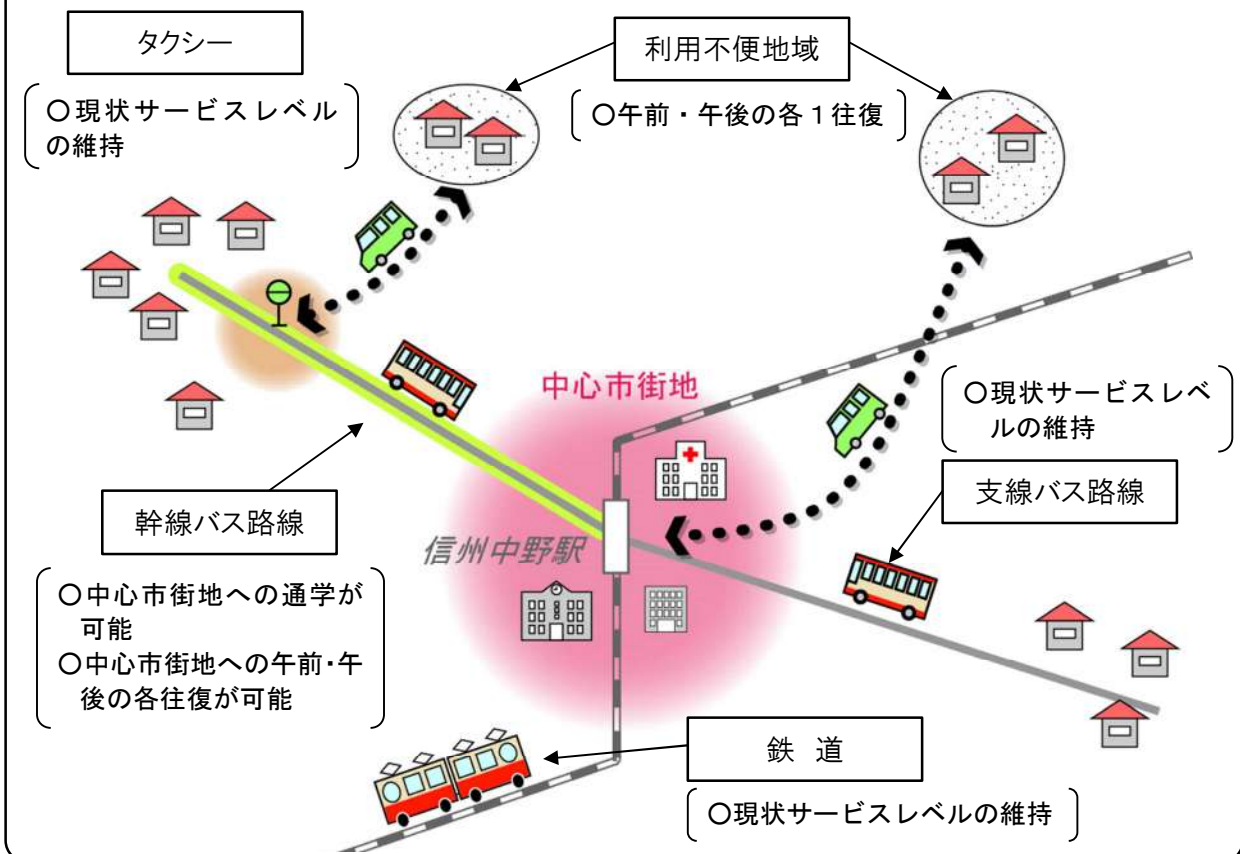 タクシー
○現状サービスレベル
の維持
利用不便地域
○午前・午後の各１往復
中心市街地
○現状サービスレベ
ルの維持
支線バス路線
幹線バス路線
信州中野駅
○中心市街地への通学が
可能
○中心市街地への午前・午
後の各往復が可能
鉄 道
○現状サービスレベルの維持